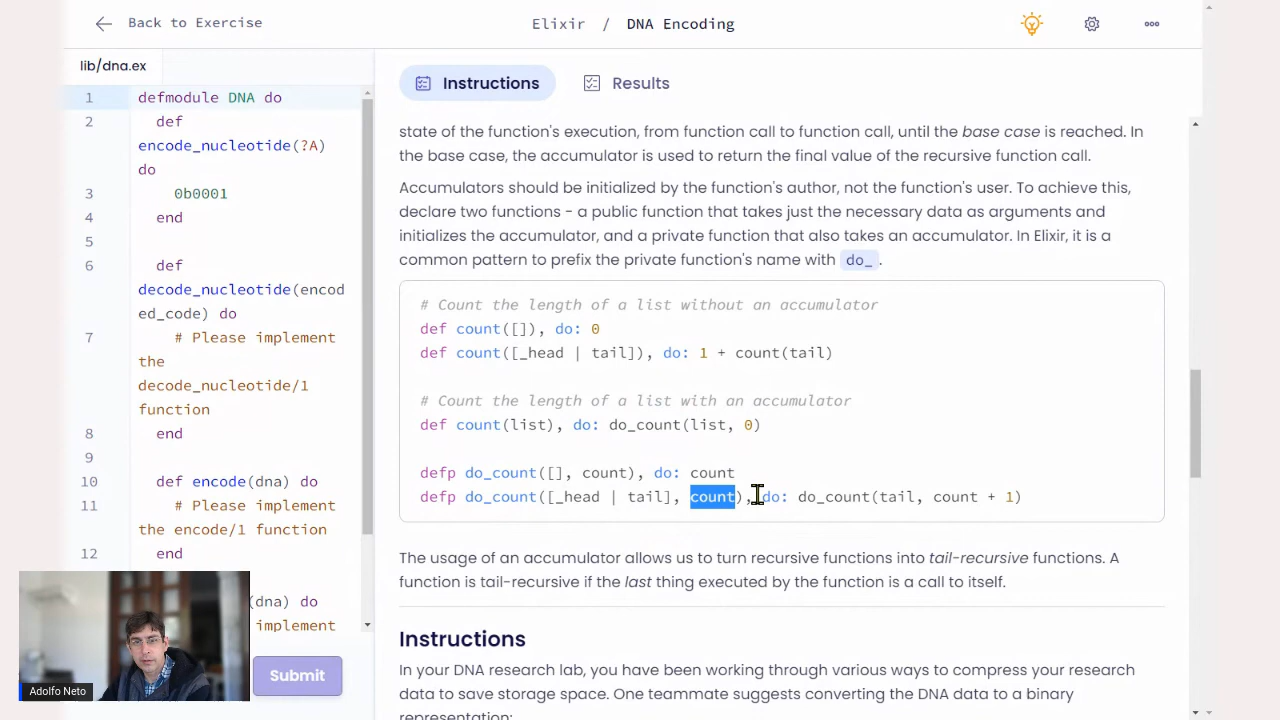 Back to Exercise
Elixir / DNA Encoding
lib/dna.ex
Instructions
Results
1 defmodule DNA do
2 def
encode_nucleotide(?A)
do
3 0b0001
4 end
5
6 def
decode_nucleotide(encod
ed_code) do
7 # Please implement
the
decode_nucleotide/1
function
8 end
9
10 def encode(dna) do
11 # Please implement
the encode/1 function
12 end
(dna) do
implement
Submit
Adolfo Neto
state of the function's execution, from function call to function call, until the base case is reached. In
the base case, the accumulator is used to return the final value of the recursive function call.
Accumulators should be initialized by the function's author, not the function's user. To achieve this,
declare two functions - a public function that takes just the necessary data as arguments and
initializes the accumulator, and a private function that also takes an accumulator. In Elixir, it is a
common pattern to prefix the private function's name with do_ .
# Count the length of a list without an accumulator
def count([]), do: 0
def count([_head | tail]), do: 1 + count(tail)
# Count the length of a list with an accumulator
def count(list), do: do_count(list, 0)
defp do_count([], count), do: count
defp do_count([_head | tail], count), do: do_count(tail, count + 1)
The usage of an accumulator allows us to turn recursive functions into tail-recursive functions. A
function is tail-recursive if the last thing executed by the function is a call to itself.
Instructions
In your DNA research lab, you have been working through various ways to compress your research
data to save storage space. One teammate suggests converting the DNA data to a binary
representation: